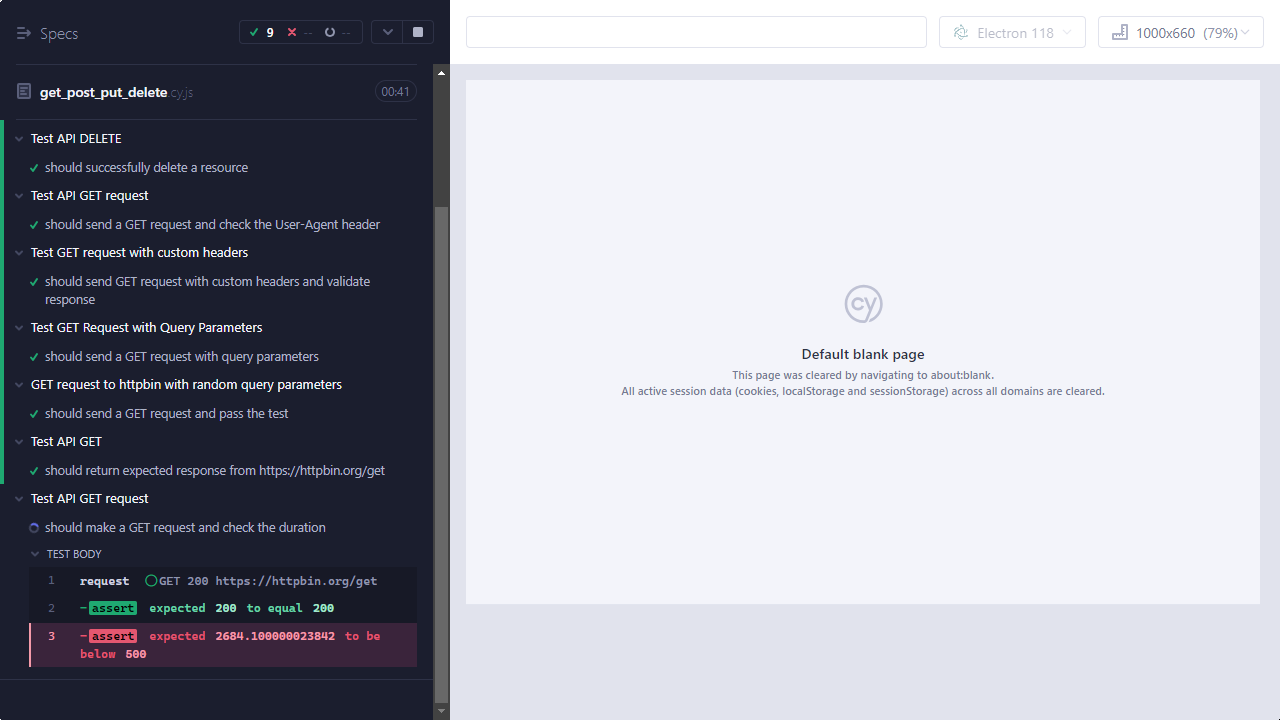 Specs
9 -- --
Electron 118
1000x660 (79%)
get_post_put_delete.cy.js
00:41
Test API DELETE
should successfully delete a resource
Test API GET request
should send a GET request and check the User-Agent header
Test GET request with custom headers
should send GET request with custom headers and validate
response
Test GET Request with Query Parameters
should send a GET request with query parameters
GET request to httpbin with random query parameters
should send a GET request and pass the test
Test API GET
should return expected response from https://httpbin.org/get
Test API GET request
should make a GET request and check the duration
TEST BODY
1 request GET 200 https://httpbin.org/get
2 -assert expected 200 to equal 200
3 -assert expected 2684.100000023842 to be
below 500
cy
Default blank page
This page was cleared by navigating to about:blank.
All active session data (cookies, localStorage and sessionStorage) across all domains are cleared.